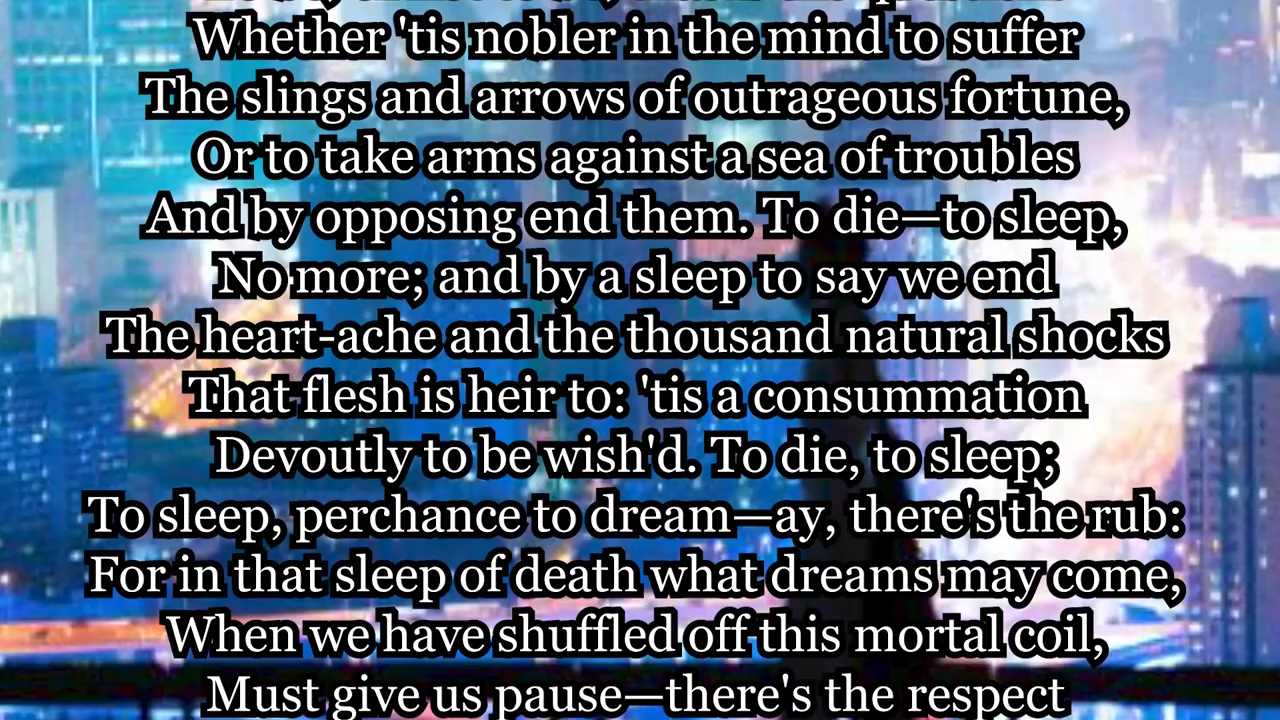 Whether 'tis nobler in the mind to suffer
The slings and arrows of outrageous fortune,
Or to take arms against a sea of troubles
And by opposing end them. To die—to sleep,
No more; and by a sleep to say we end
The heart-ache and the thousand natural shocks
That flesh is heir to: 'tis a consummation
Devoutly to be wish'd. To die, to sleep;
To sleep, perchance to dream—ay, there's the rub:
For in that sleep of death what dreams may come,
When we have shuffled off this mortal coil,
Must give us pause—there's the respect